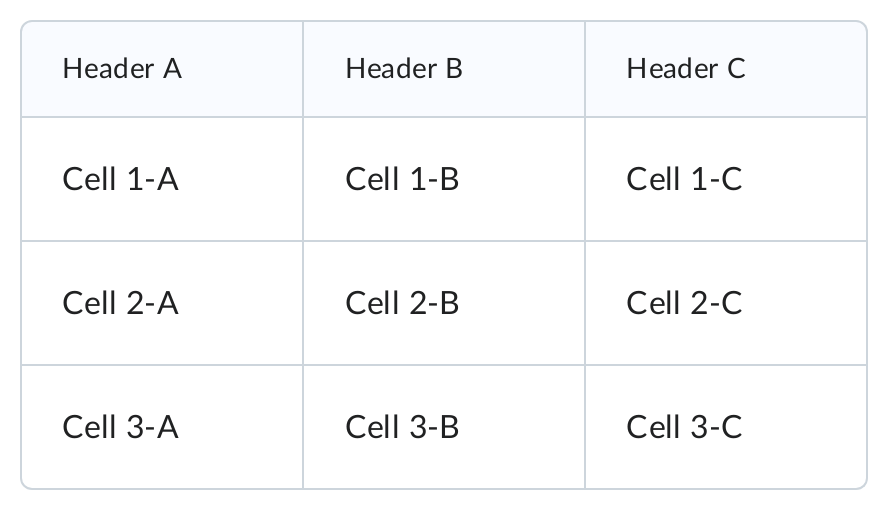 Header A Header B Header C
Cell 1-A Cell 1-B Cell 1-C
Cell 2-A Cell 2-B Cell 2-C
Cell 3-A Cell 3-B Cell 3-C